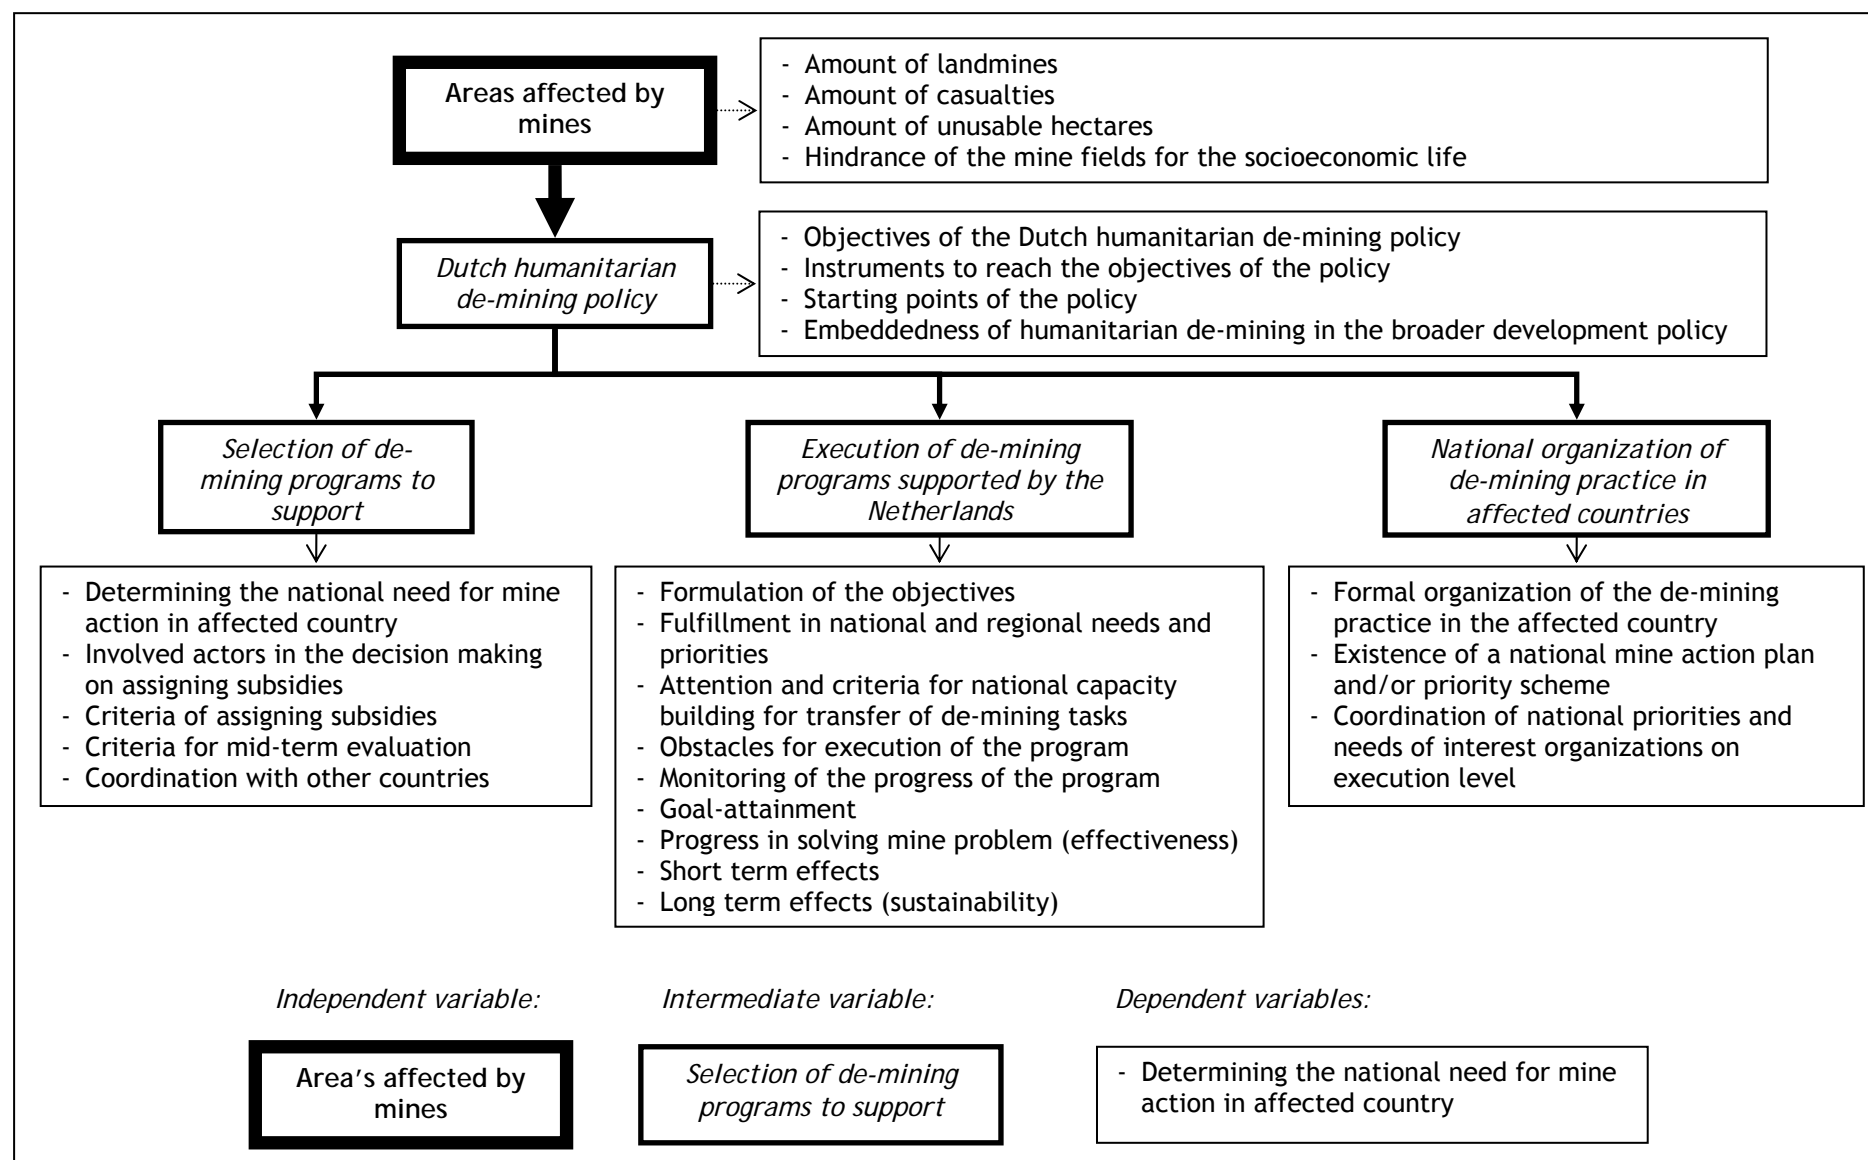 Areas affected by
mines
- Amount of landmines
- Amount of casualties
- Amount of unusable hectares
- Hindrance of the mine fields for the socioeconomic life
Dutch humanitarian
de-mining policy
- Objectives of the Dutch humanitarian de-mining policy
- Instruments to reach the objectives of the policy
- Starting points of the policy
- Embeddedness of humanitarian de-mining in the broader development policy
Selection of de-
mining programs to
support
Execution of de-mining
programs supported by the
Netherlands
National organization of
de-mining practice in
affected countries
- Determining the national need for mine
action in affected country
- Involved actors in the decision making
on assigning subsidies
- Criteria of assigning subsidies
- Criteria for mid-term evaluation
- Coordination with other countries
- Formulation of the objectives
- Fulfillment in national and regional needs and
priorities
- Attention and criteria for national capacity
building for transfer of de-mining tasks
- Obstacles for execution of the program
- Monitoring of the progress of the program
- Goal-attainment
- Progress in solving mine problem (effectiveness)
- Short term effects
- Long term effects (sustainability)
- Formal organization of the de-mining
practice in the affected country
- Existence of a national mine action plan
and/or priority scheme
- Coordination of national priorities and
needs of interest organizations on
execution level
Independent variable:
Intermediate variable:
Dependent variables:
Area's affected by
mines
Selection of de-mining
programs to support
- Determining the national need for mine
action in affected country